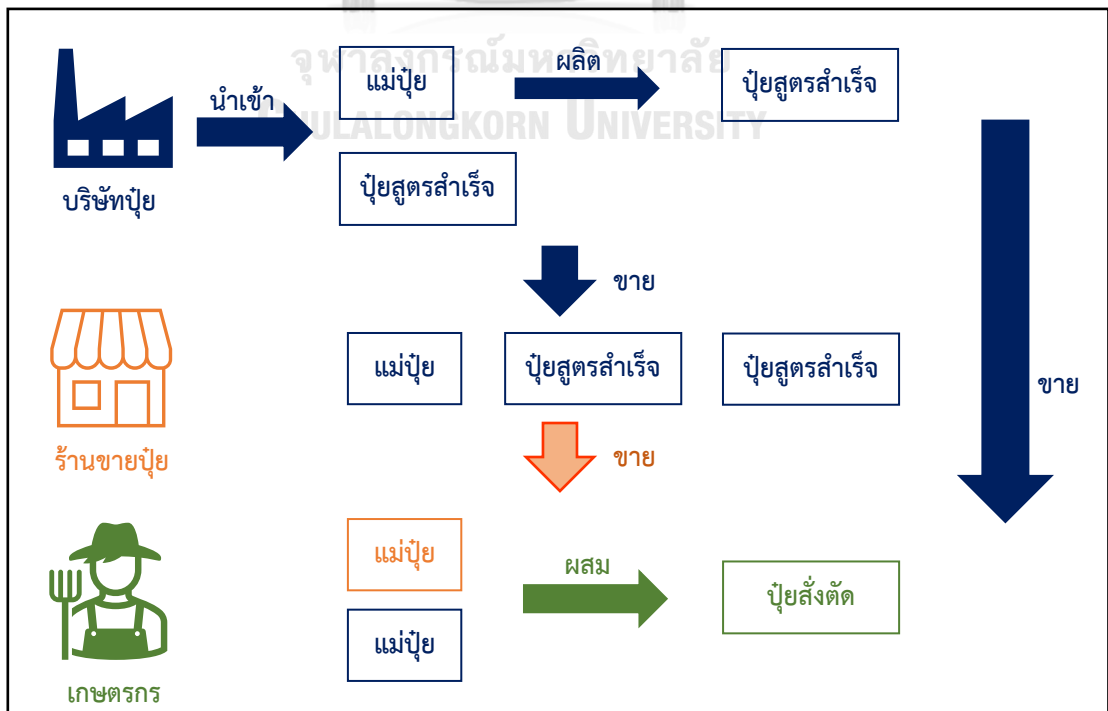 จุฬาลงกรณ์มหาวิทยาลัย
CHULALONGKORN UNIVERSITY
นำเข้า
แม่ปุ๋ย
ผลิต
ปุ๋ยสูตรสำเร็จ
บริษัทปุ๋ย
ปุ๋ยสูตรสำเร็จ
ขาย
แม่ปุ๋ย
ปุ๋ยสูตรสำเร็จ
ปุ๋ยสูตรสำเร็จ
ขาย
ร้านขายปุ๋ย
ขาย
แม่ปุ๋ย
ผสม
ปุ๋ยสั่งตัด
แม่ปุ๋ย
เกษตรกร